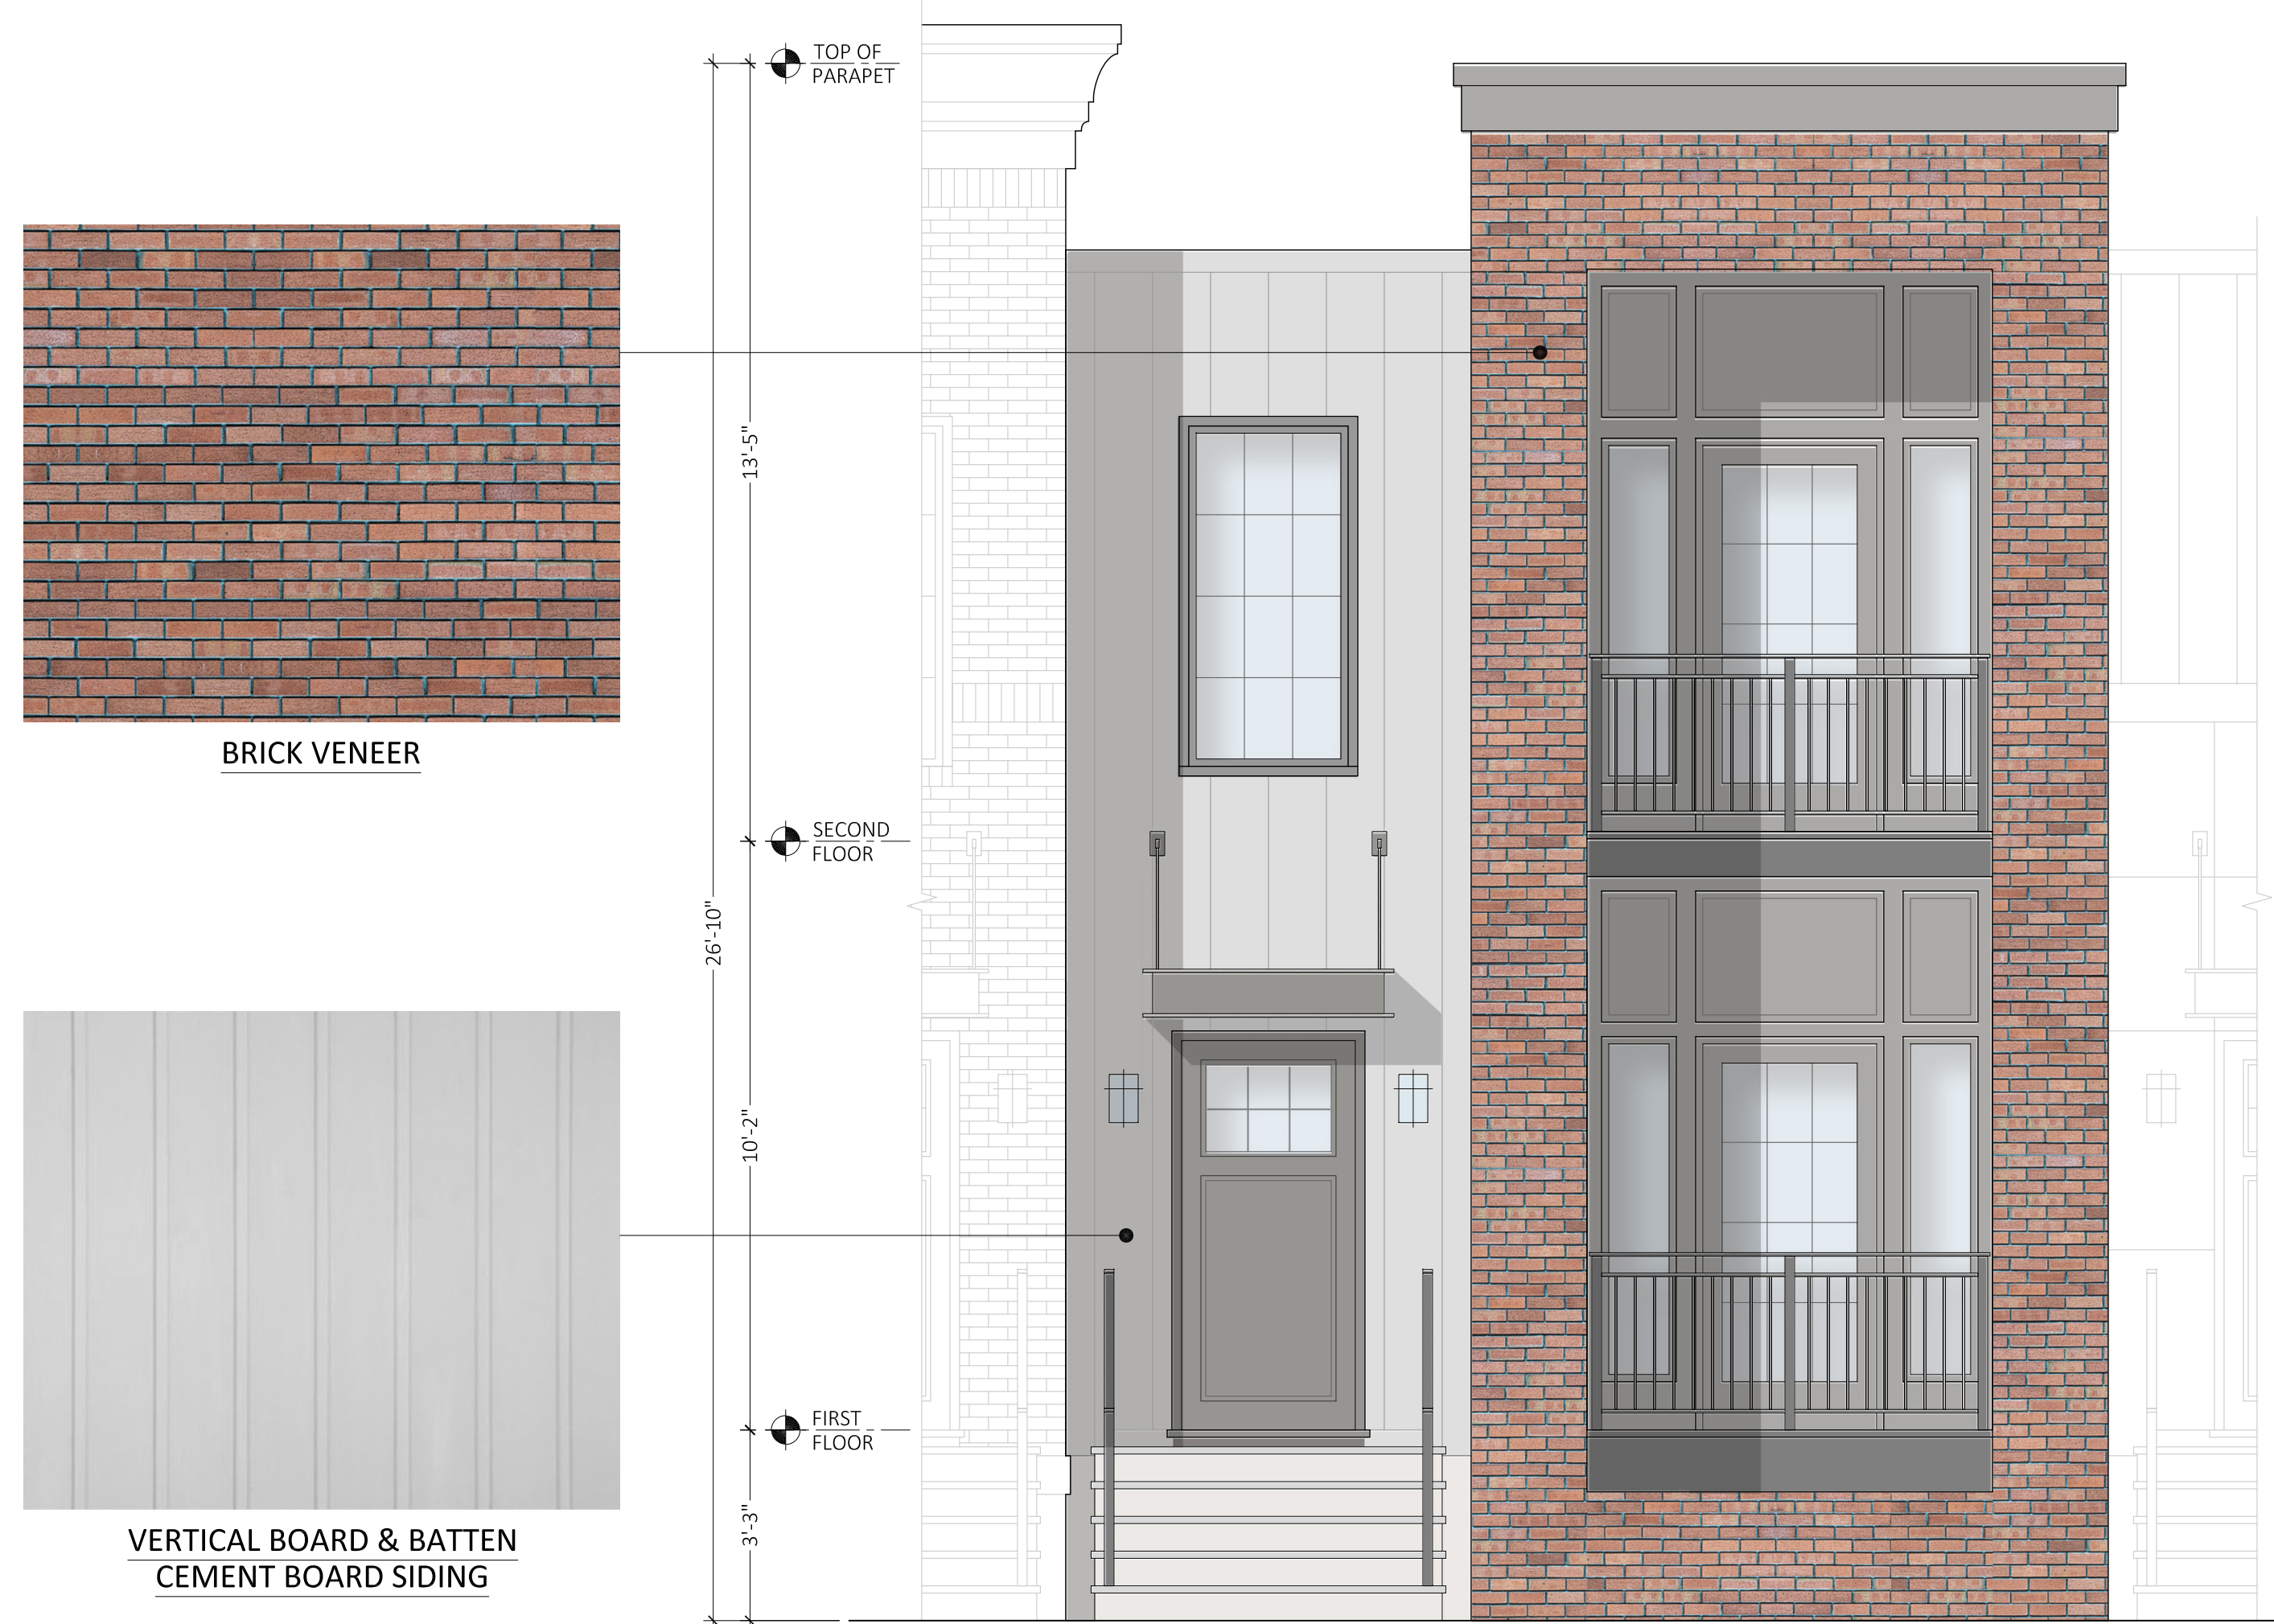 TOP OF
PARAPET
13'-5"
BRICK VENEER
SECOND
FLOOR
26'-10"
10'-2"
FIRST
FLOOR
3'-3"
VERTICAL BOARD & BATTEN
CEMENT BOARD SIDING